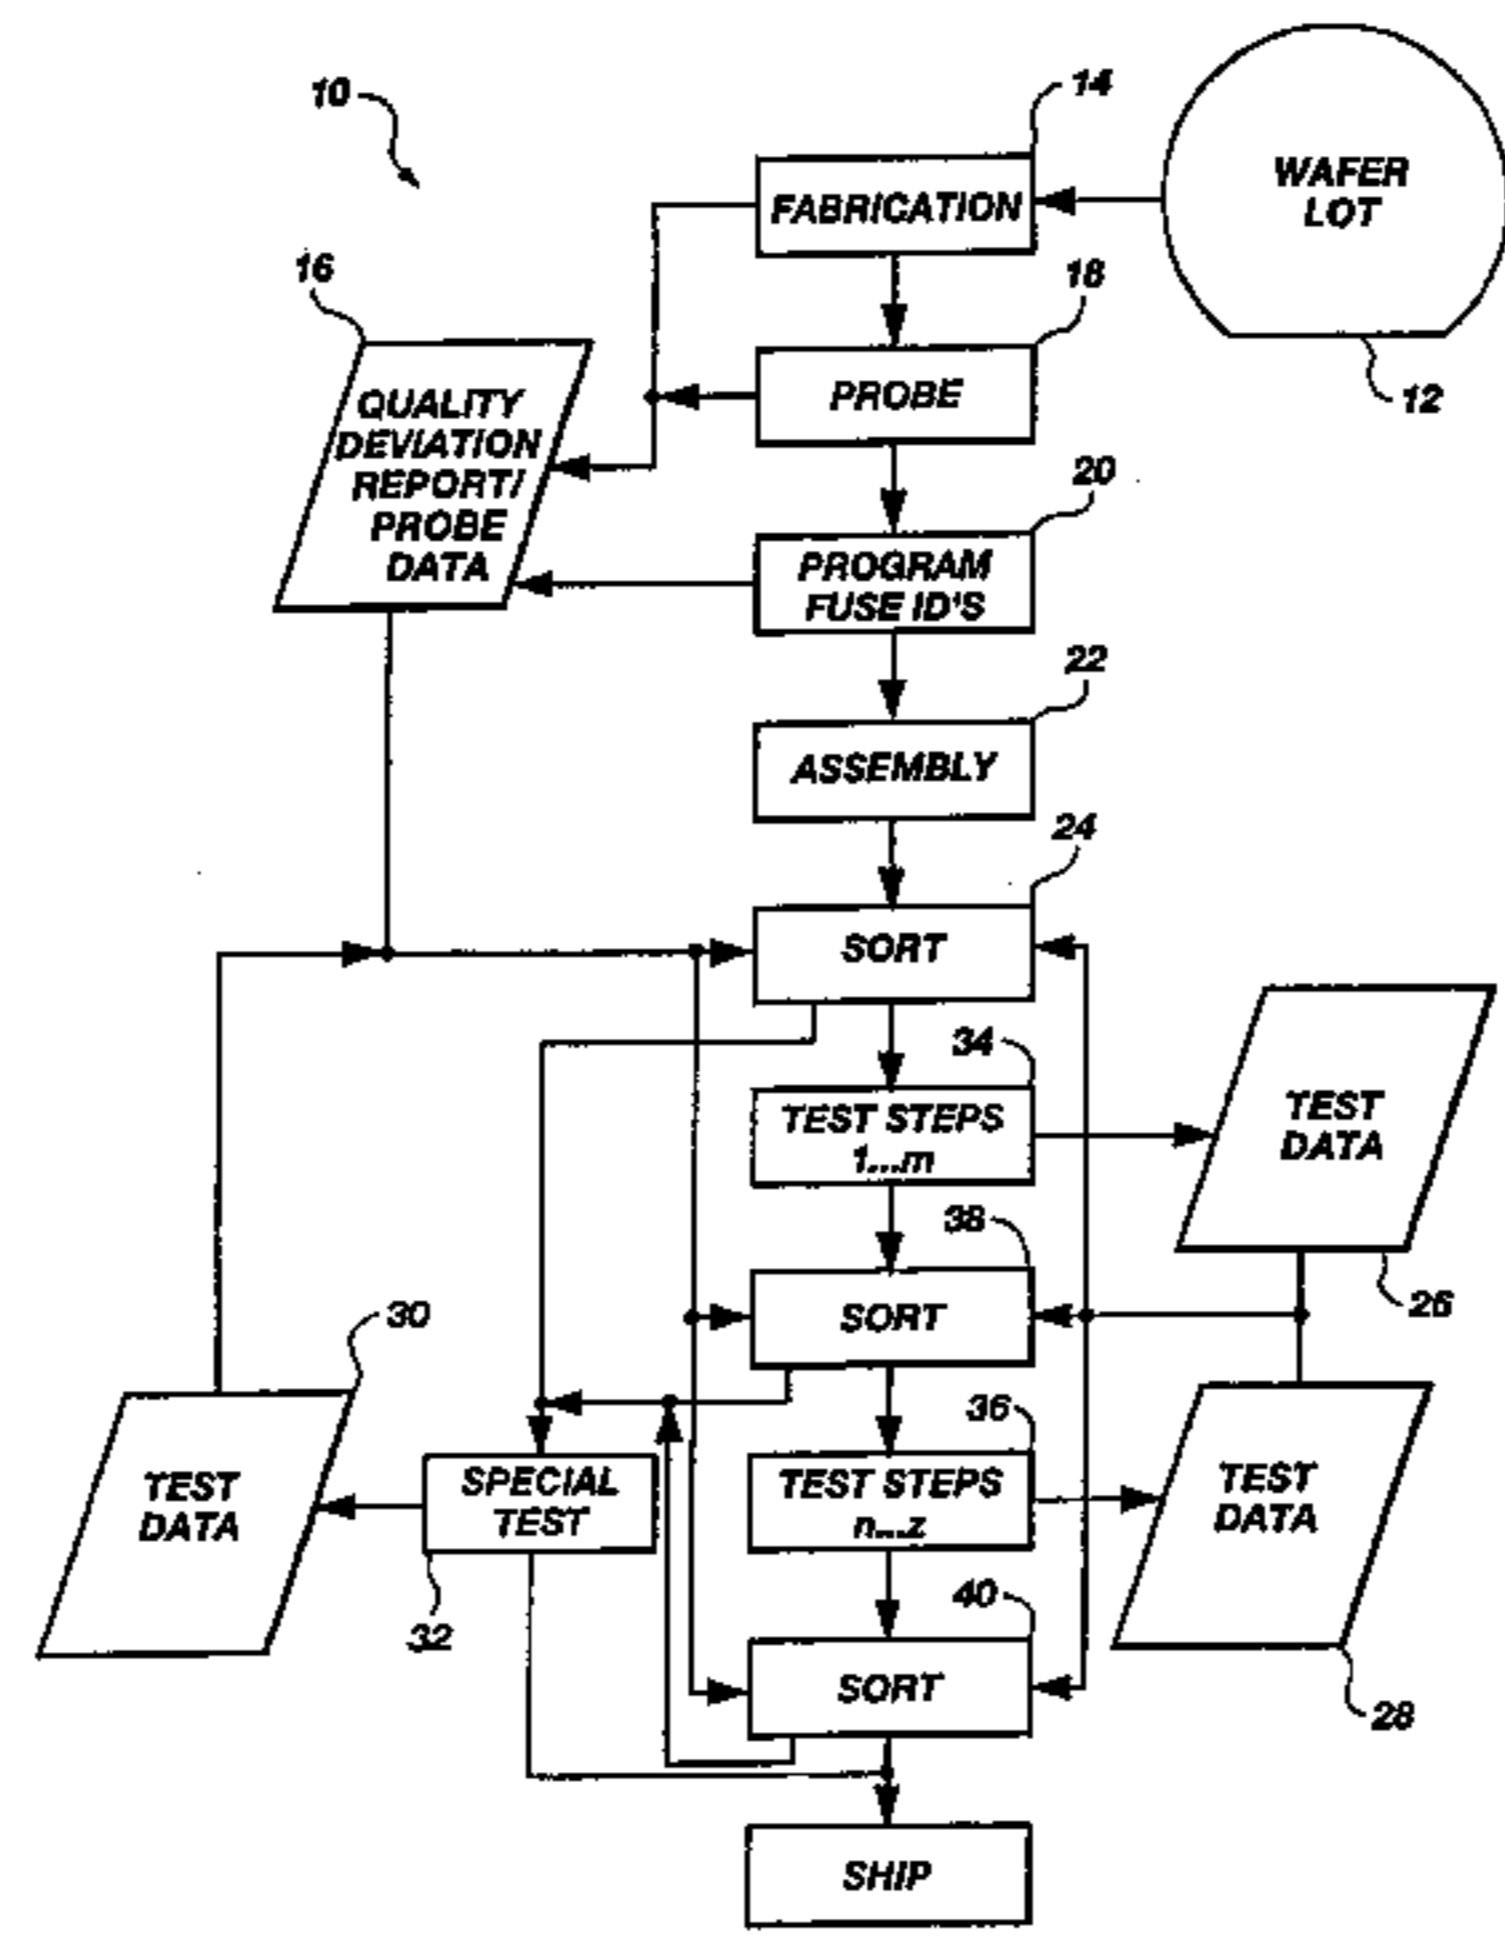 10
14
WAFER
LOT
FABRICATION
16
18
12
QUALITY
DEVIATION
REPORT/
PROBE
DATA
PROBE
20
PROGRAM
FUSE ID'S
22
ASSEMBLY
24
SORT
34
TEST STEPS
1...m
TEST
DATA
38
26
SORT
30
36
TEST
DATA
SPECIAL
TEST
TEST STEPS
n...z
TEST
DATA
32
40
SORT
28
SHIP